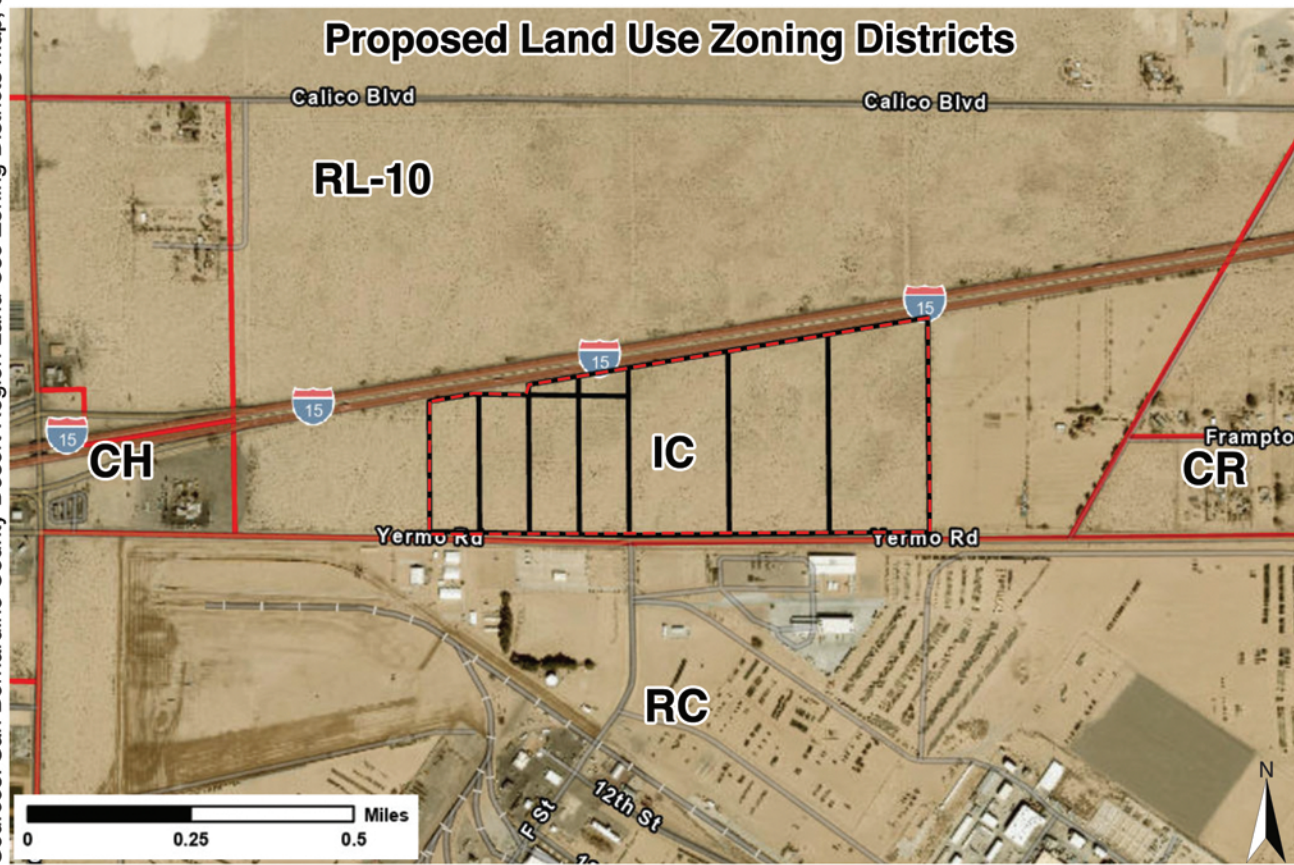 Proposed Land Use Zoning Districts
Calico Blvd
Calico Blvd
RL-10
15
15
15
15
CH
IC
Frampto
CR
Yermo Rd
Yermo Rd
RC
N
Miles
0
0.25
0.5
F St
12th St